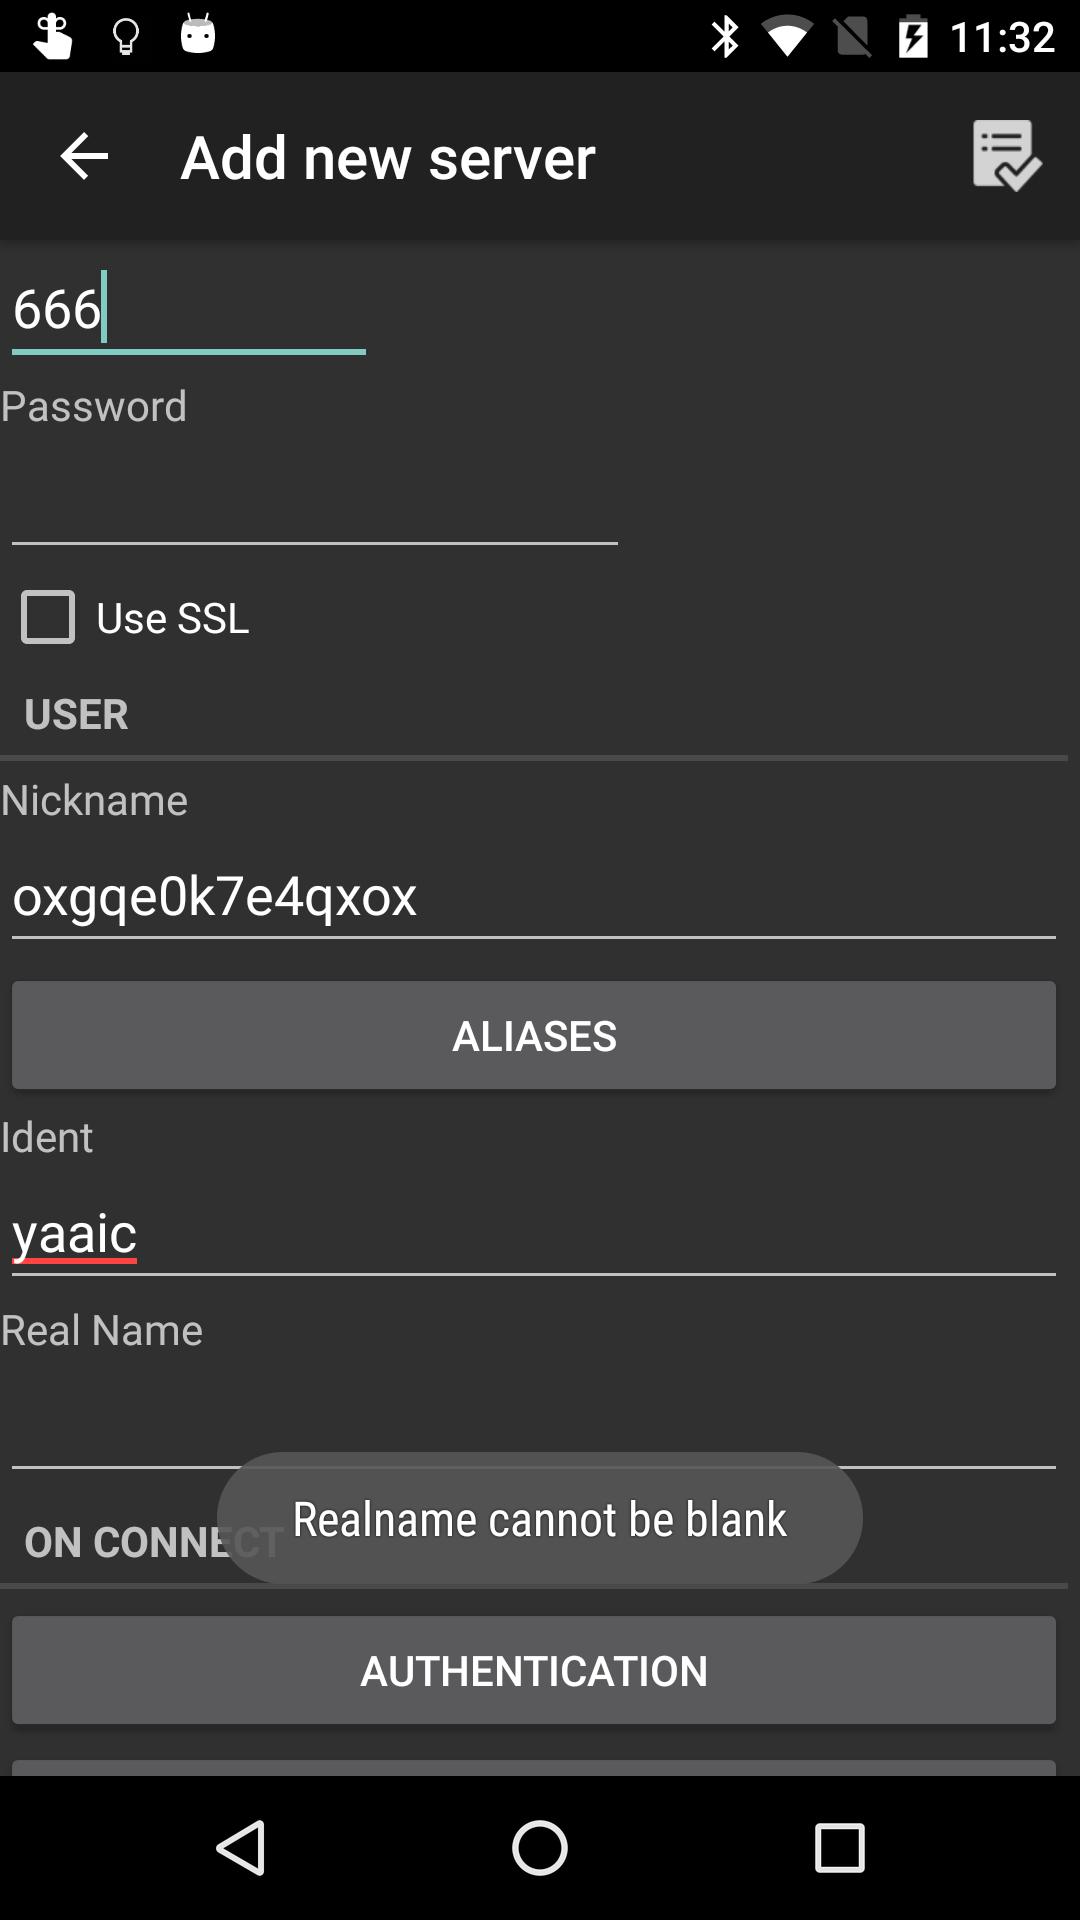 11:32
Add new server
666
Password
Use SSL
USER
Nickname
oxgqe0k7e4qxox
ALIASES
Ident
yaaic
Real Name
Realname cannot be blank
ON CONNECT
AUTHENTICATION